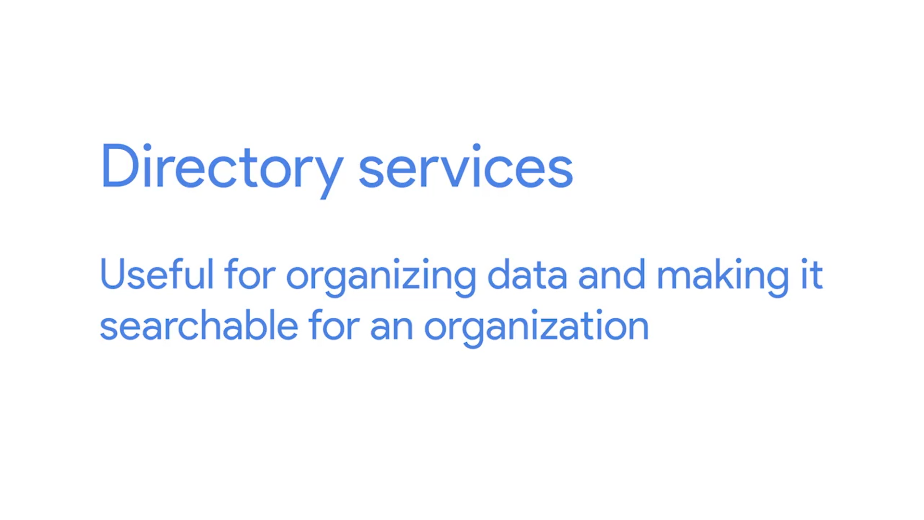 Directory services
Useful for organizing data and making it
searchable for an organization